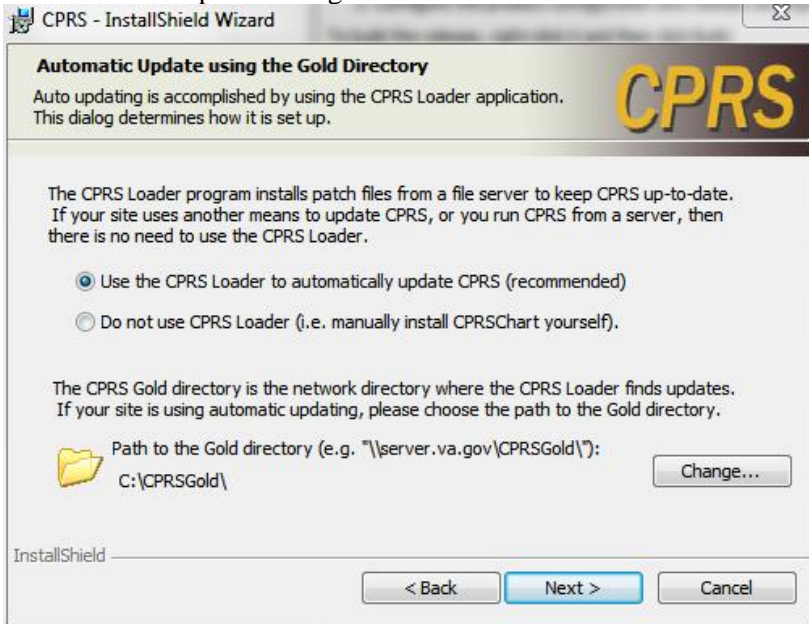 CPRS - InstallShield Wizard
Automatic Update using the Gold Directory
Auto updating is accomplished by using the CPRS Loader application.
This dialog determines how it is set up.
CPRS
The CPRS Loader program installs patch files from a file server to keep CPRS up-to-date.
If your site uses another means to update CPRS, or you run CPRS from a server, then
there is no need to use the CPRS Loader.
Use the CPRS Loader to automatically update CPRS (recommended)
Do not use CPRS Loader (i.e. manually install CPRSChart yourself).
The CPRS Gold directory is the network directory where the CPRS Loader finds updates.
If your site is using automatic updating, please choose the path to the Gold directory.
Path to the Gold directory (e.g. "\\server.va.gov\CPRSGold\"):
C:\CPRSGold\
Change...
InstallShield
< Back
Next >
Cancel